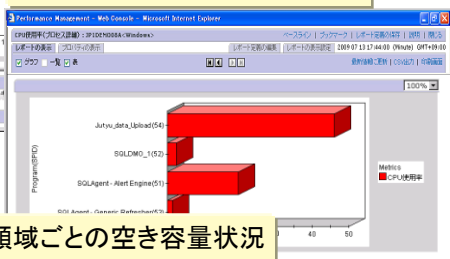 Performance Management - Web Console - Microsoft Internet Explorer
CPU使用率(プロセス詳細) : 3PIDEMO08A<Windows>
ベースライン | ブックマーク | レポート定義の保存 | 説明 | 閉じる
レポートの表示 プロパティの表示 レポート定義の編集 レポートの表示設定 2009 07 13 17:44:00 (Minute) GMT+09:00
グラフ 一覧 表 最新情報に更新 | CSV出力 | 印刷画面
100%
Jutyu_data_Upload(54)
SQLDMO_1(52)
SQLAgent - Alert Engine(51)
SQLAgent - Generic Refresher(53)
Program(SPID)
Metrics
CPU使用率
40 50
領域ごとの空き容量状況